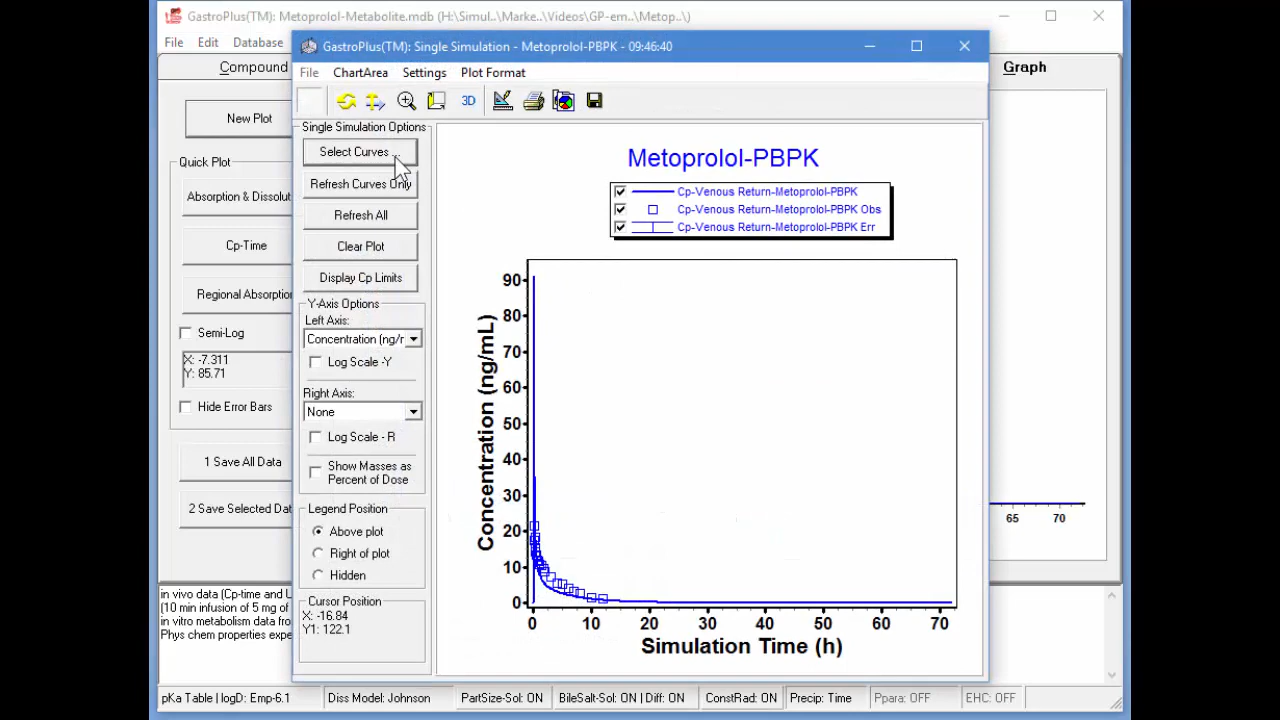 GastroPlus(TM): Metoprolol-Metabolite.mdb (H:\Simul..\Marke..\Videos\GP-em..\Metop..\)
File Edit Database
Compound
Graph
New Plot
Quick Plot
Absorption & Dissolut
Cp-Time
Regional Absorption
Semi-Log
X: -7.311
Y: 85.71
Hide Error Bars
1 Save All Data
2 Save Selected Dat
GastroPlus(TM): Single Simulation - Metoprolol-PBPK - 09:46:40
File ChartArea Settings Plot Format
3D
Single Simulation Options
Select Curves ...
Refresh Curves Only
Refresh All
Clear Plot
Display Cp Limits
Y-Axis Options
Left Axis:
Concentration (ng/r
Log Scale -Y
Right Axis:
None
Log Scale - R
Show Masses as
Percent of Dose
Legend Position
Above plot
Right of plot
Hidden
Cursor Position
X: -16.84
Y1: 122.1
Metoprolol-PBPK
Cp-Venous Return-Metoprolol-PBPK
Cp-Venous Return-Metoprolol-PBPK Obs
Cp-Venous Return-Metoprolol-PBPK Err
Concentration (ng/mL)
90
80
70
60
50
40
30
20
10
0
0 10 20 30 40 50 60 70
Simulation Time (h)
65 70
in vivo data (Cp-time and U
(10 min infusion of 5 mg of
in vitro metabolism data from
Phys chem properties expe
pKa Table | logD: Emp-6.1 Diss Model: Johnson PartSize-Sol: ON BileSalt-Sol: ON | Diff: ON ConstRad: ON Precip: Time Ppara: OFF EHC: OFF